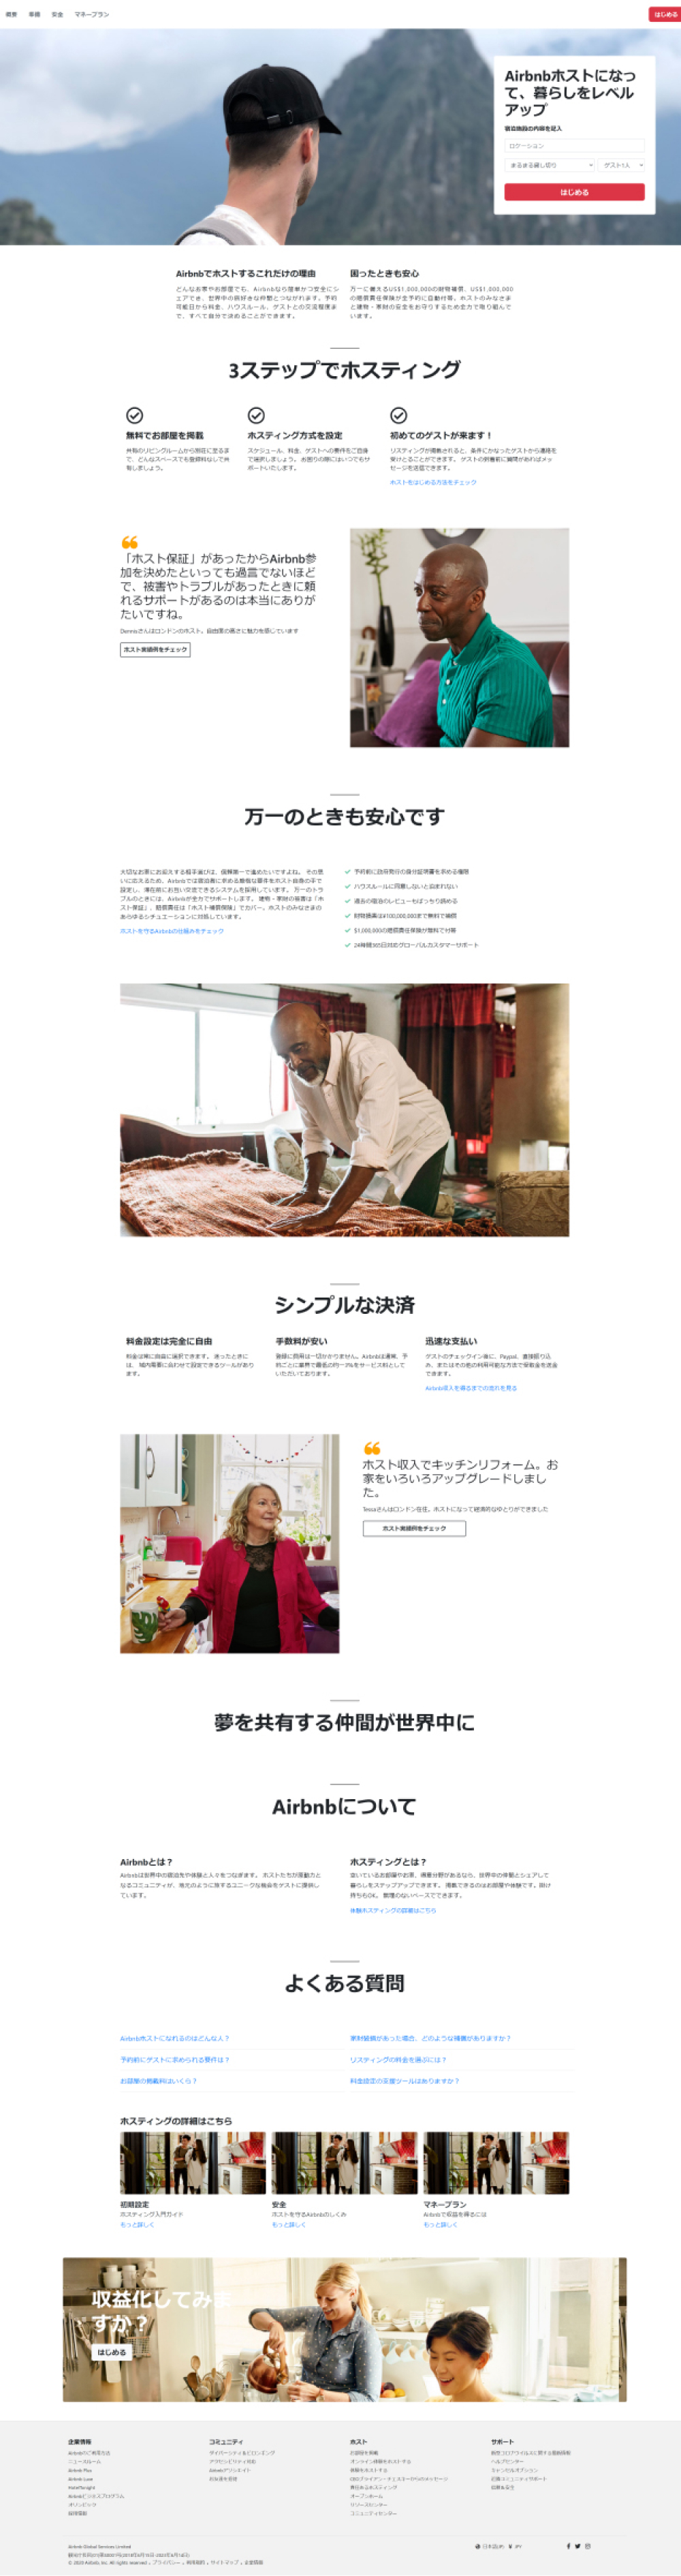 概要
準備
安全
マネープラン
はじめる
Airbnbホストになっ
て、暮らしをレベル
アップ
宿泊施設の内容を記入
ロケーション
まるまる貸し切り
ゲスト1人
はじめる
Airbnbでホストするこれだけの理由
どんなお家やお部屋でも、Airbnbなら簡単かつ安全にシ
ェアでき、世界中の旅好きな仲間とつながれます。予約
可能日から料金、ハウスルール、ゲストとの交流程度ま
で、すべて自分で決めることができます。
困ったときも安心
万一に備えるUS$1,000,000の財物補償、US$1,000,000
の賠償責任保険が全予約に自動付帯。ホストのみなさま
と建物・家財の安全をお守りするため全力で取り組んで
います。
3ステップでホスティング
無料でお部屋を掲載
共有のリビングルームから別荘に至るま
で、どんなスペースでも登録料なしで共
有しましょう。
ホスティング方式を設定
スケジュール、料金、ゲストへの要件をご自身
で選択しましょう。 お困りの際にはいつでもサ
ポートいたします。
初めてのゲストが来ます！
リスティングが掲載されると、条件にかなったゲストから連絡を
受けとることができます。 ゲストの到着前に質問があればメッ
セージを送信できます。
ホストをはじめる方法をチェック
「ホスト保証」があったからAirbnb参
加を決めたといっても過言でないほど
で、被害やトラブルがあったときに頼
れるサポートがあるのは本当にありが
たいですね。
Dennisさんはロンドンのホスト。自由度の高さに魅力を感じています
ホスト実績例をチェック
万一のときも安心です
大切なお家にお迎えする相手選びは、信頼第一で進めたいですよね。 その思
いに応えるため、Airbnbでは宿泊者に求める厳格な要件をホスト自身の手で
設定し、滞在前にお互い交流できるシステムを採用しています。 万一のトラ
ブルのときには、Airbnbが全力でサポートします。 建物・家財の損害は「ホ
スト保証」、賠償責任は「ホスト補償保険」でカバー。ホストのみなさまの
あらゆるシチュエーションに対処しています。
ホストを守るAirbnbの仕組みをチェック
予約前に政府発行の身分証明書を求める権限
ハウスルールに同意しないと泊まれない
過去の宿泊のレビューもばっちり読める
財物損壊は¥100,000,000まで無料で補償
$1,000,000の賠償責任保険が無料で付帯
24時間365日対応グローバルカスタマーサポート
シンプルな決済
料金設定は完全に自由
料金は常に自由に選択できます。 迷ったときに
は、 域内需要に合わせて設定できるツールがあり
ます。
手数料が安い
登録に費用は一切かかりません。Airbnbは通常、予
約ごとに業界で最低の約一3%をサービス料として
いただいております。
迅速な支払い
ゲストのチェックイン後に、Paypal、直接振り込
み、またはその他の利用可能な方法で受取金を送金
できます。
Airbnb収入を得るまでの流れを見る
ホスト収入でキッチンリフォーム。お
家をいろいろアップグレードしまし
た。
Tessaさんはロンドン在住。ホストになって経済的なゆとりができました
ホスト実績例をチェック
夢を共有する仲間が世界中に
Airbnbについて
Airbnbとは？
Airbnbは世界中の宿泊先や体験と人々をつなぎます。 ホストたちが原動力と
なるコミュニティが、地元のように旅するユニークな機会をゲストに提供し
ています。
ホスティングとは？
空いているお部屋やお家、得意分野があるなら、世界中の仲間とシェアして
暮らしをステップアップできます。 掲載できるのはお部屋や体験です。掛け
持ちもOK。 無理のないペースでできます。
体験ホスティングの詳細はこちら
よくある質問
Airbnbホストになれるのはどんな人？
家財破損があった場合、どのような補償がありますか？
予約前にゲストに求められる要件は？
リスティングの料金を選ぶには？
お部屋の掲載料はいくら？
料金設定の支援ツールはありますか？
ホスティングの詳細はこちら
初期設定
ホスティング入門ガイド
もっと詳しく
安全
ホストを守るAirbnbのしくみ
もっと詳しく
マネープラン
Airbnbで収益を得るには
もっと詳しく
収益化してみま
すか？
はじめる
企業情報
Airbnbのご利用方法
ニュースルーム
Airbnb Plus
Airbnb Luxe
HotelTonight
Airbnbビジネスプログラム
オリンピック
採用情報
コミュニティ
ダイバーシティ＆ビロンギング
アクセシビリティ対応
Airbnbアソシエイト
お友達を招待
ホスト
お部屋を掲載
オンライン体験をホストする
体験をホストする
CEOブライアン・チェスキーからのメッセージ
責任あるホスティング
オープンホーム
リソースセンター
コミュニティセンター
サポート
新型コロナウイルスに関する最新情報
ヘルプセンター
キャンセルオプション
近隣コミュニティサポート
信頼&安全
Airbnb Global Services Limited
日本語(JP)
¥ JPY
© 2020 Airbnb, Inc. All rights reserved . プライバシー . 利用規約 . サイトマップ . 企業情報